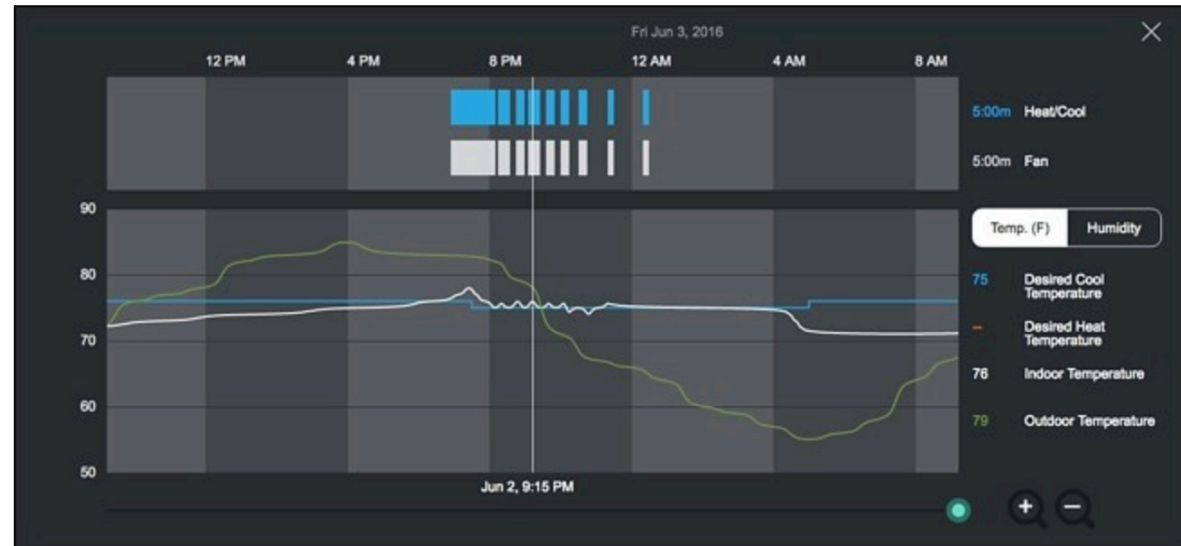 Fri Jun 3, 2016
12 PM 4 PM 8 PM 12 AM 4 AM 8 AM
5:00m Heat/Cool
5:00m Fan
90
Temp. (F) Humidity
80
75 Desired Cool
Temperature
– Desired Heat
Temperature
70
76 Indoor Temperature
60
79 Outdoor Temperature
50
Jun 2, 9:15 PM